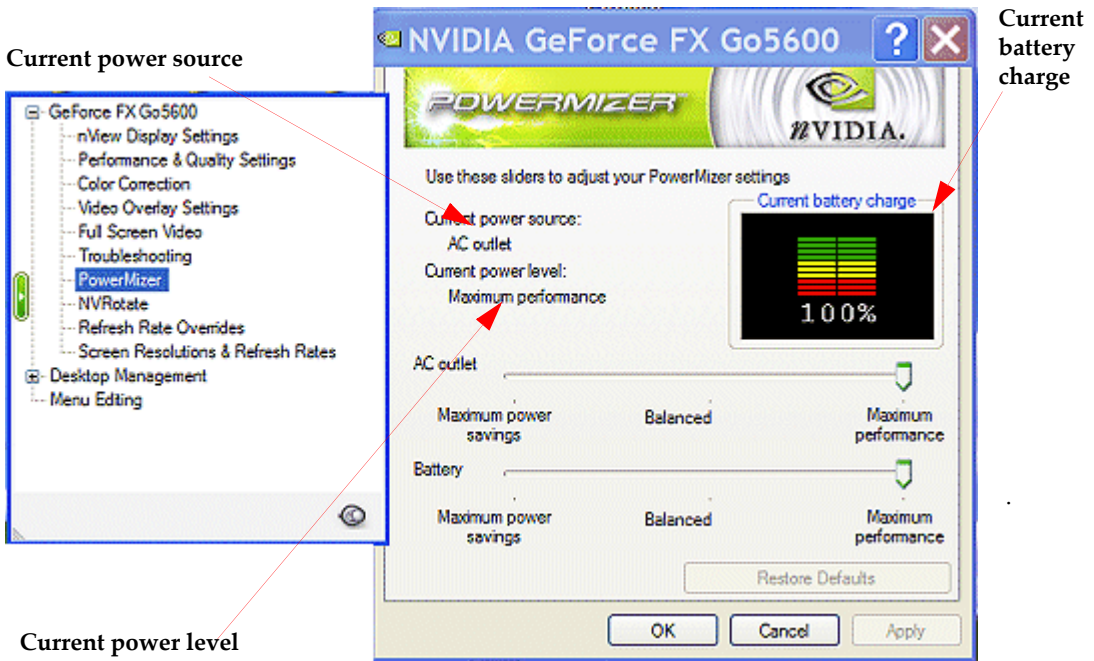 Current power source
Current battery charge
NVIDIA GeForce FX Go5600
?
GeForce FX Go5600
nView Display Settings
Performance & Quality Settings
Color Correction
Video Overlay Settings
Full Screen Video
Troubleshooting
PowerMizer
NVRotate
Refresh Rate Overrides
Screen Resolutions & Refresh Rates
Desktop Management
Menu Editing
POWERMIZER
nVIDIA.
Use these sliders to adjust your PowerMizer settings
Current power source:
AC outlet
Current power level:
Maximum performance
Current battery charge
100%
AC outlet
Maximum power savings
Balanced
Maximum performance
Battery
Maximum power savings
Balanced
Maximum performance
Restore Defaults
OK
Cancel
Apply
Current power level
.